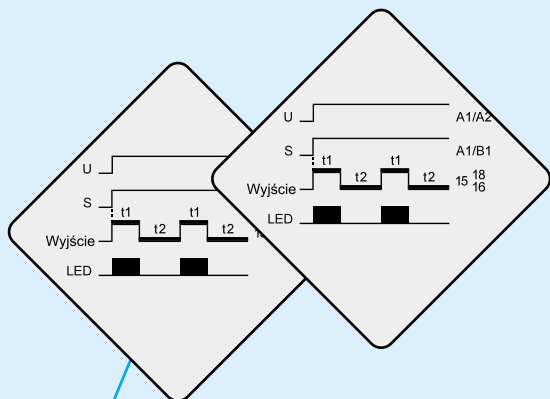 U A1/A2
S A1/B1
t1 t1
Wyjście t2 t2 15 18 16
LED
U
S
t1 t1
Wyjście t2 t2
LED